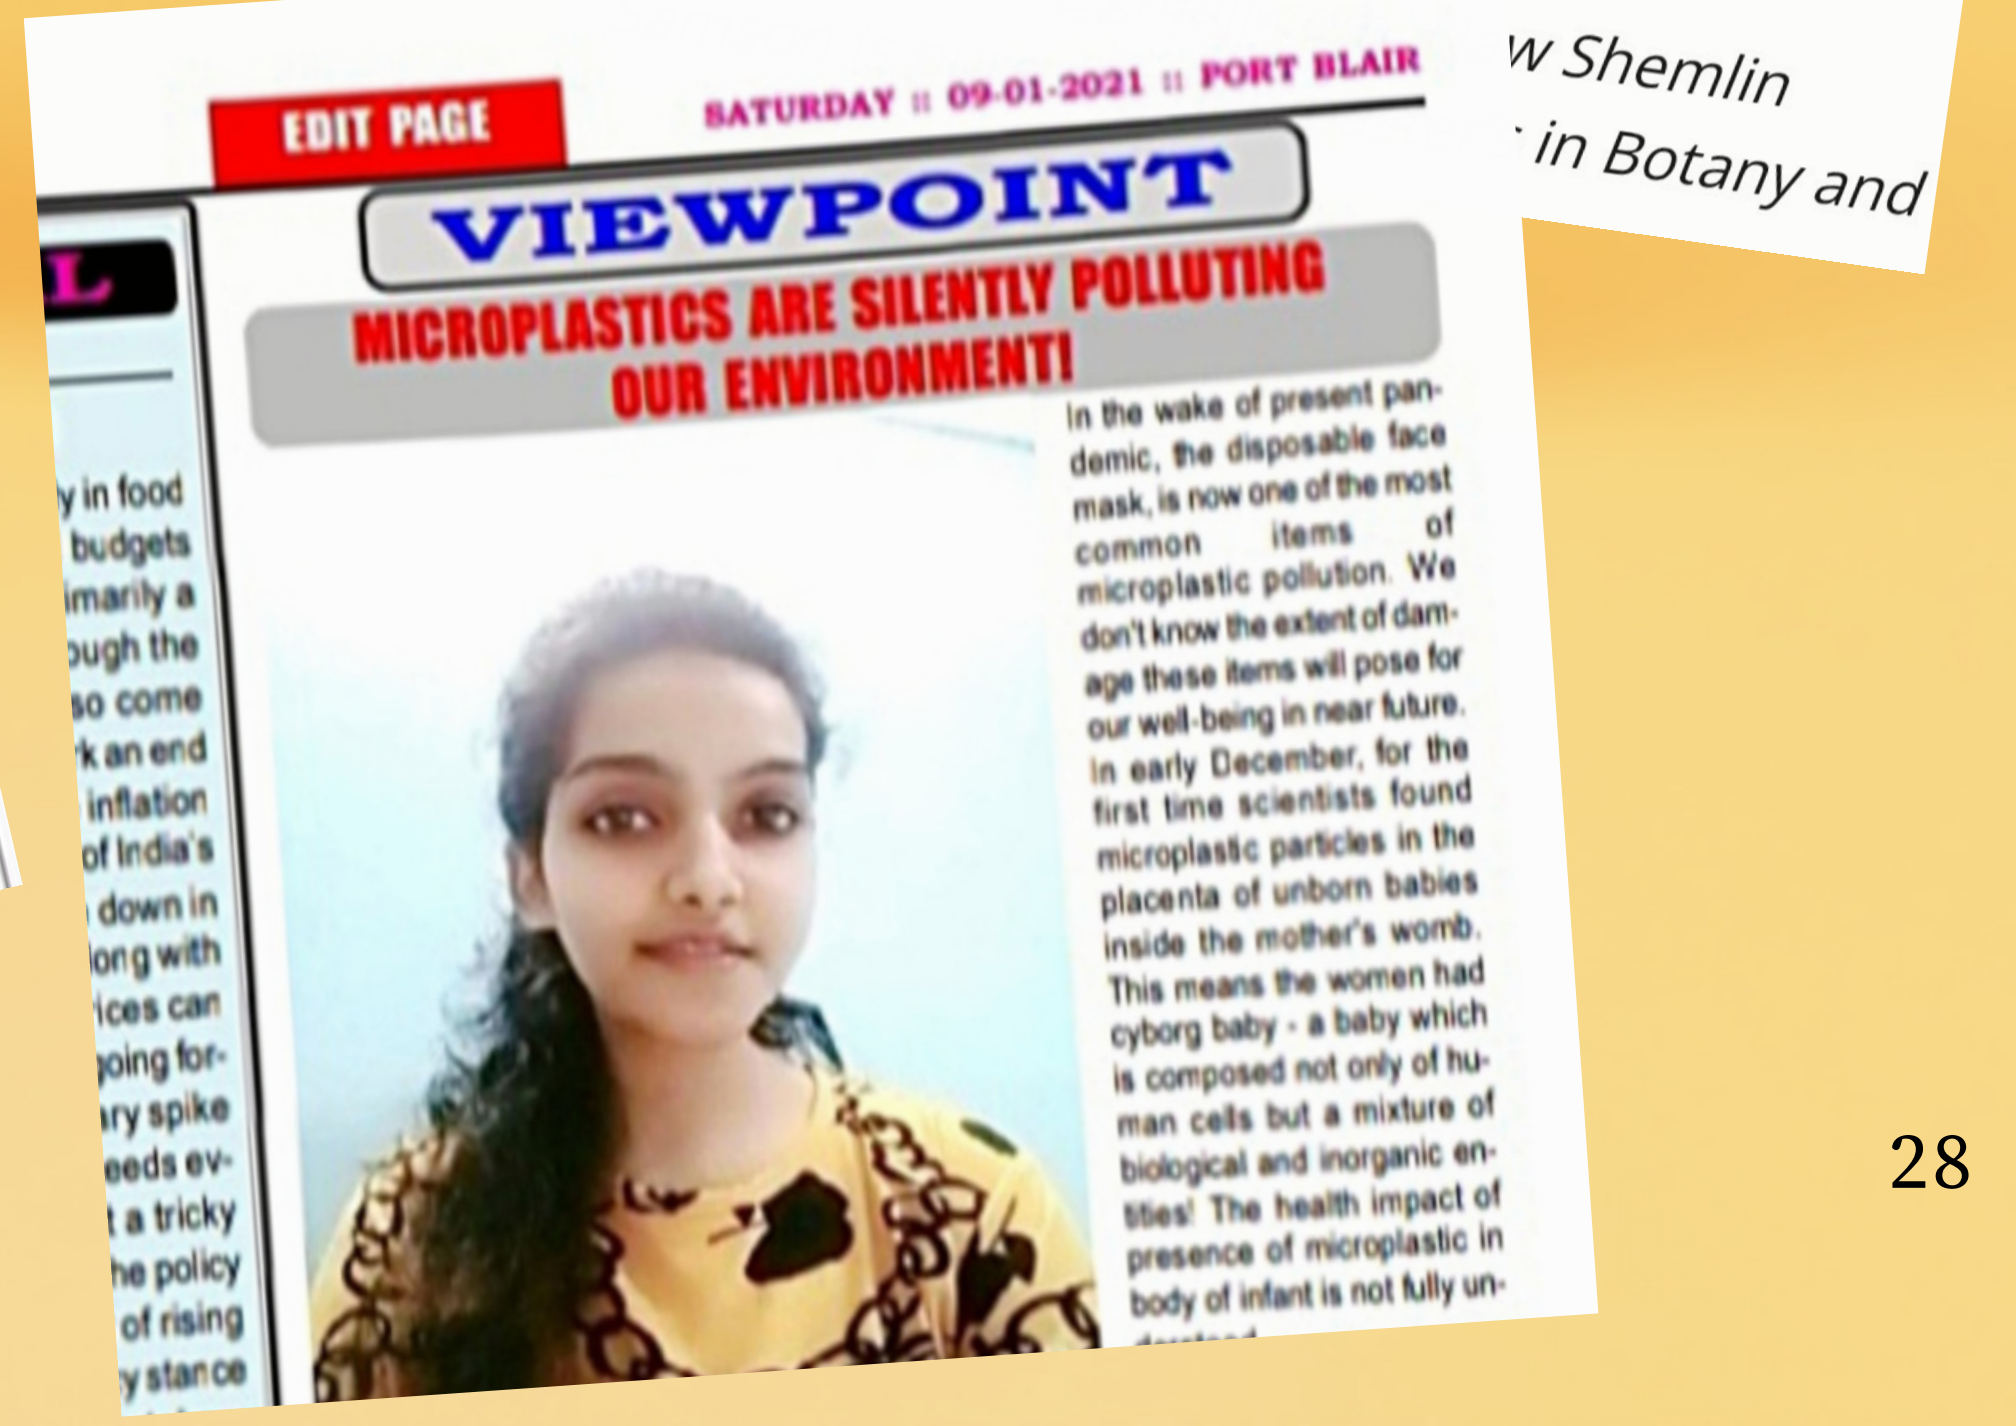 w Shemlin
in Botany and
EDIT PAGE
SATURDAY :: 09-01-2021 :: PORT BLAIR
VIEWPOINT
MICROPLASTICS ARE SILENTLY POLLUTING
OUR ENVIRONMENT!
L
y in food
budgets
imarily a
ough the
so come
k an end
inflation
of India's
down in
long with
ices can
going for-
ary spike
eeds ev-
t a tricky
he policy
of rising
y stance
In the wake of present pan-
demic, the disposable face
mask, is now one of the most
common items of
microplastic pollution. We
don't know the extent of dam-
age these items will pose for
our well-being in near future.
In early December, for the
first time scientists found
microplastic particles in the
placenta of unborn babies
inside the mother's womb.
This means the women had
cyborg baby - a baby which
is composed not only of hu-
man cells but a mixture of
biological and inorganic en-
tities! The health impact of
presence of microplastic in
body of infant is not fully un-
28